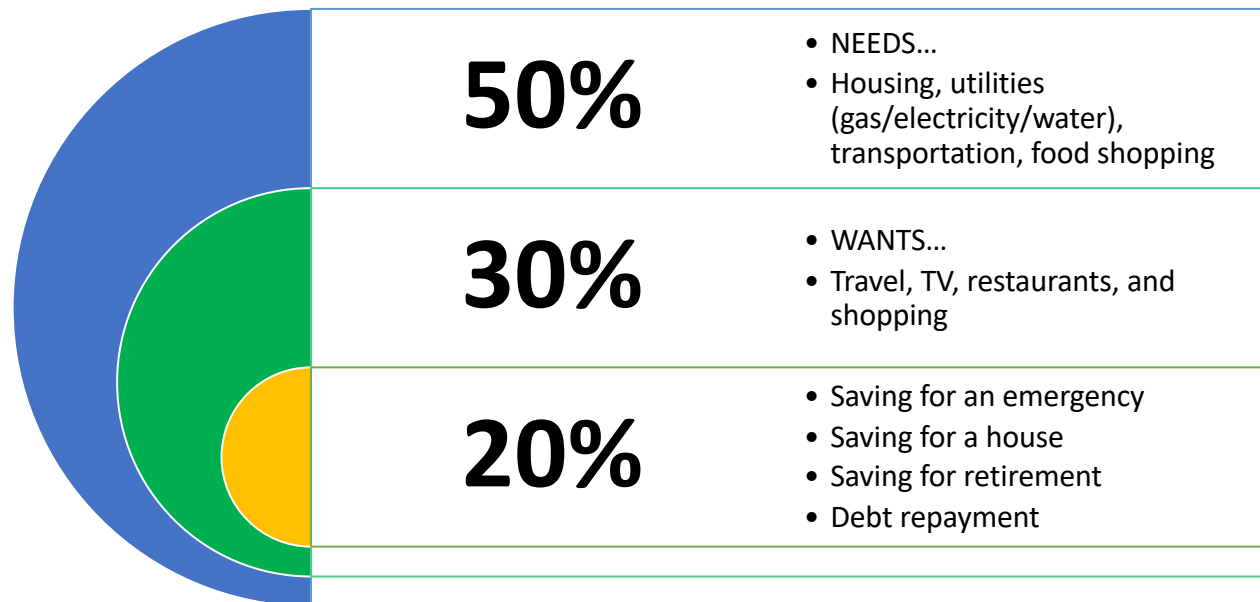 50%
• NEEDS...
• Housing, utilities
(gas/electricity/water),
transportation, food shopping
30%
• WANTS...
• Travel, TV, restaurants, and
shopping
20%
• Saving for an emergency
• Saving for a house
• Saving for retirement
• Debt repayment